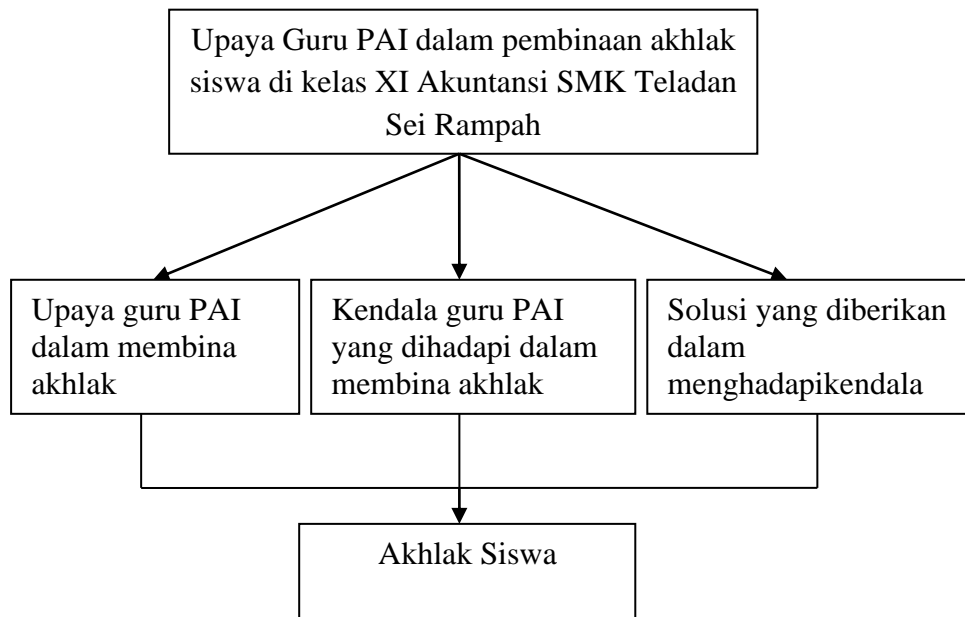 Upaya Guru PAI dalam pembinaan akhlak
siswa di kelas XI Akuntansi SMK Teladan
Sei Rampah
Upaya guru PAI
dalam membina
akhlak
Kendala guru PAI
yang dihadapi dalam
membina akhlak
Solusi yang diberikan
dalam
menghadapikendala
Akhlak Siswa